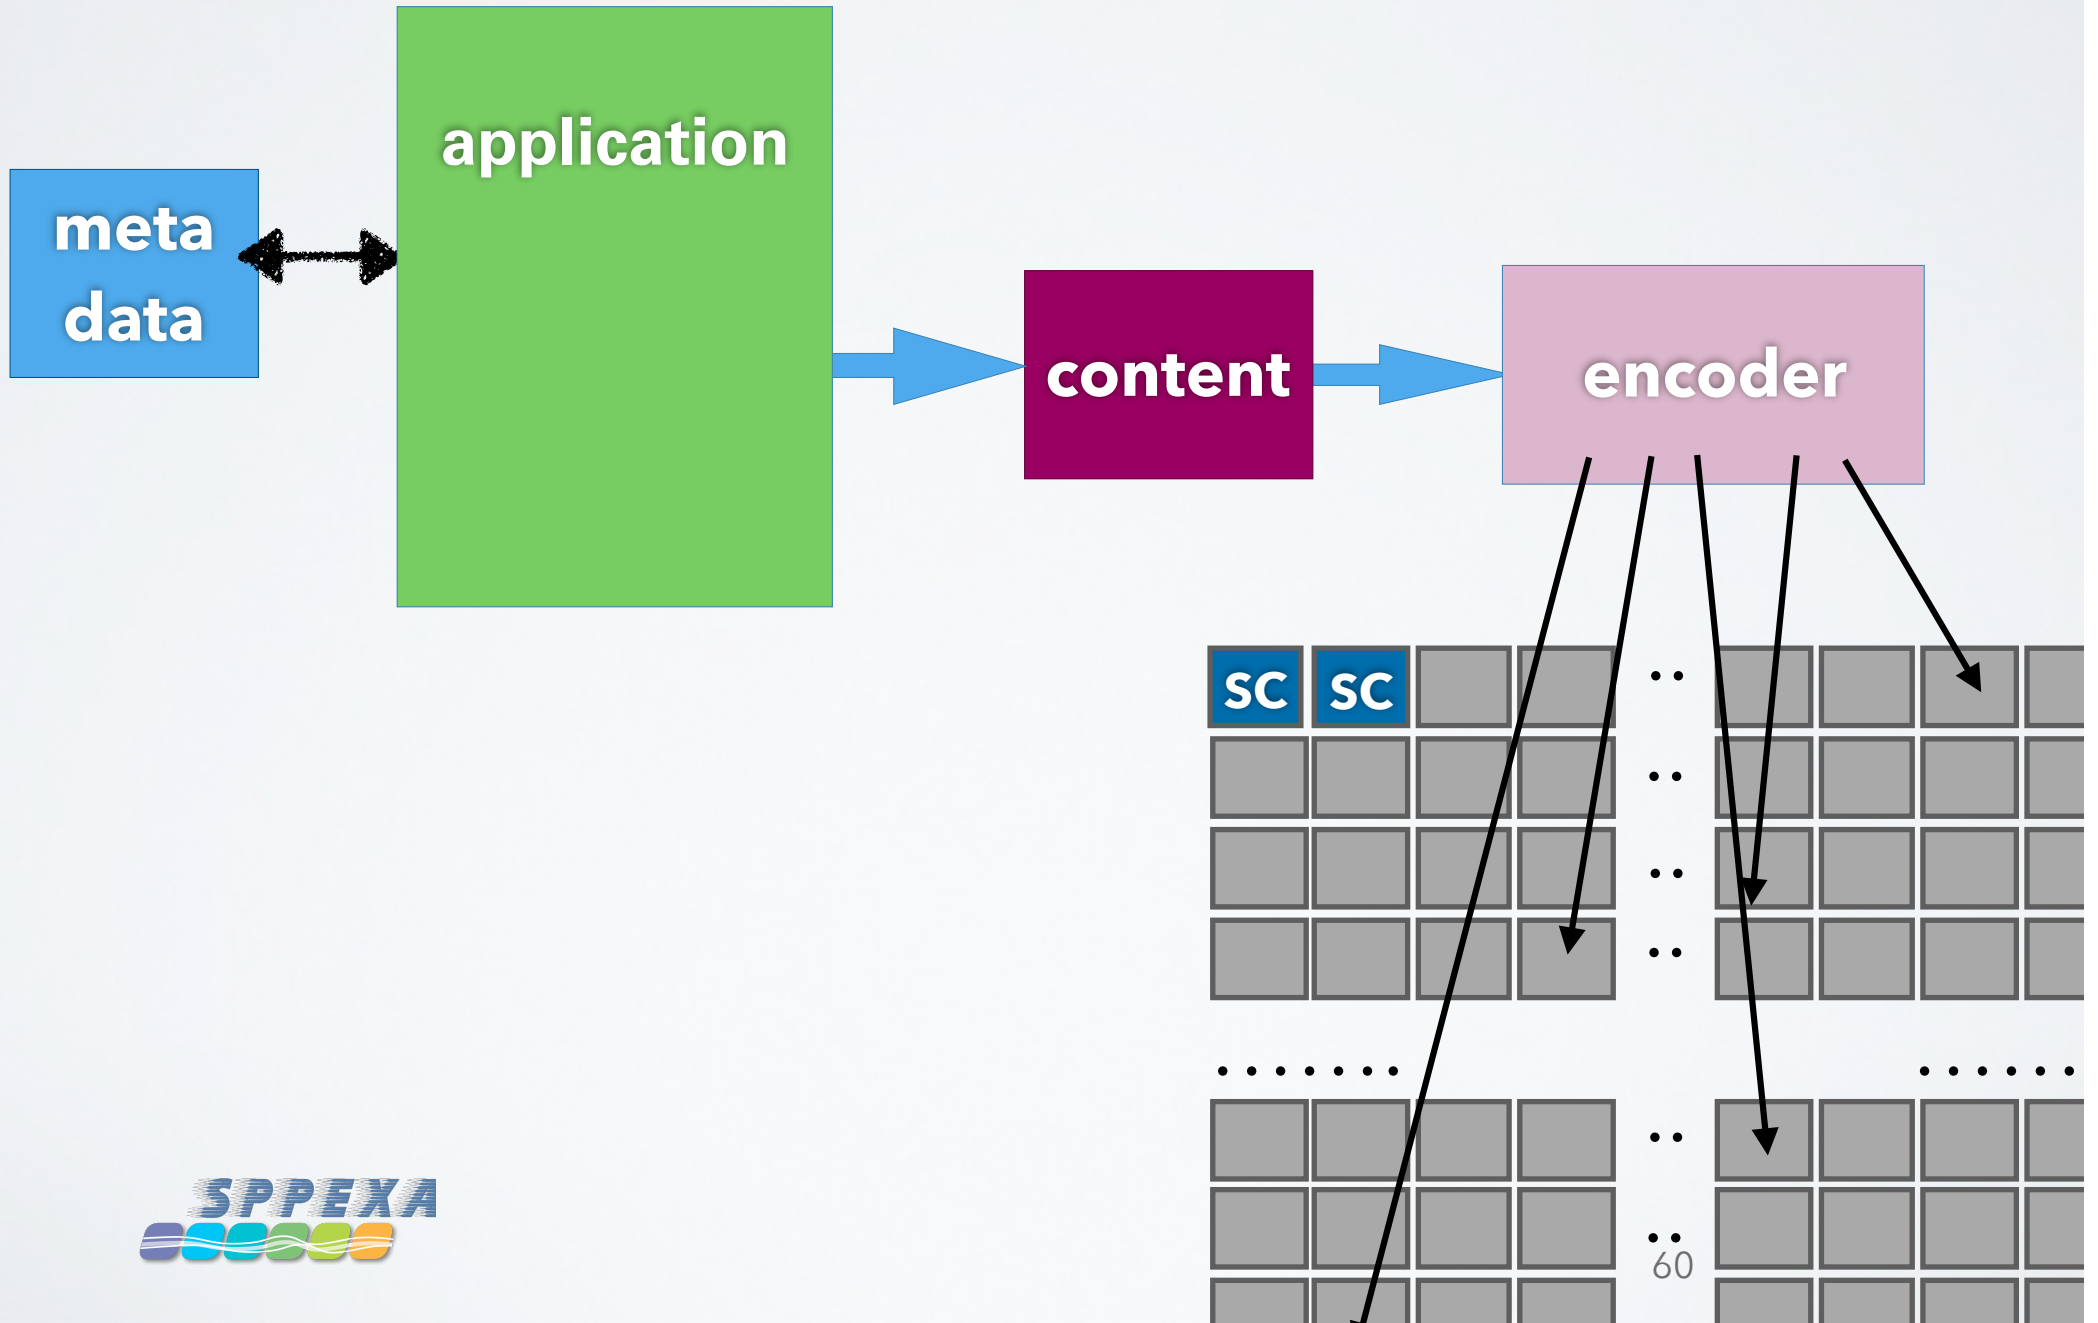 application
meta
data
content
encoder
SC SC
SPPEXA
60